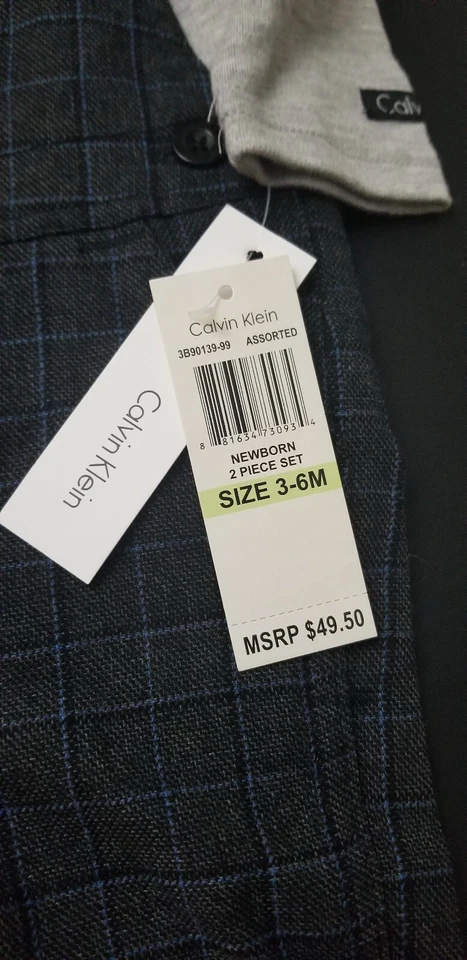 Calv
Calvin Klein
3B90139-99 ASSORTED
8 81634 73093 4
NEWBORN
2 PIECE SET
SIZE 3-6M
MSRP $49.50
Calvin Klein